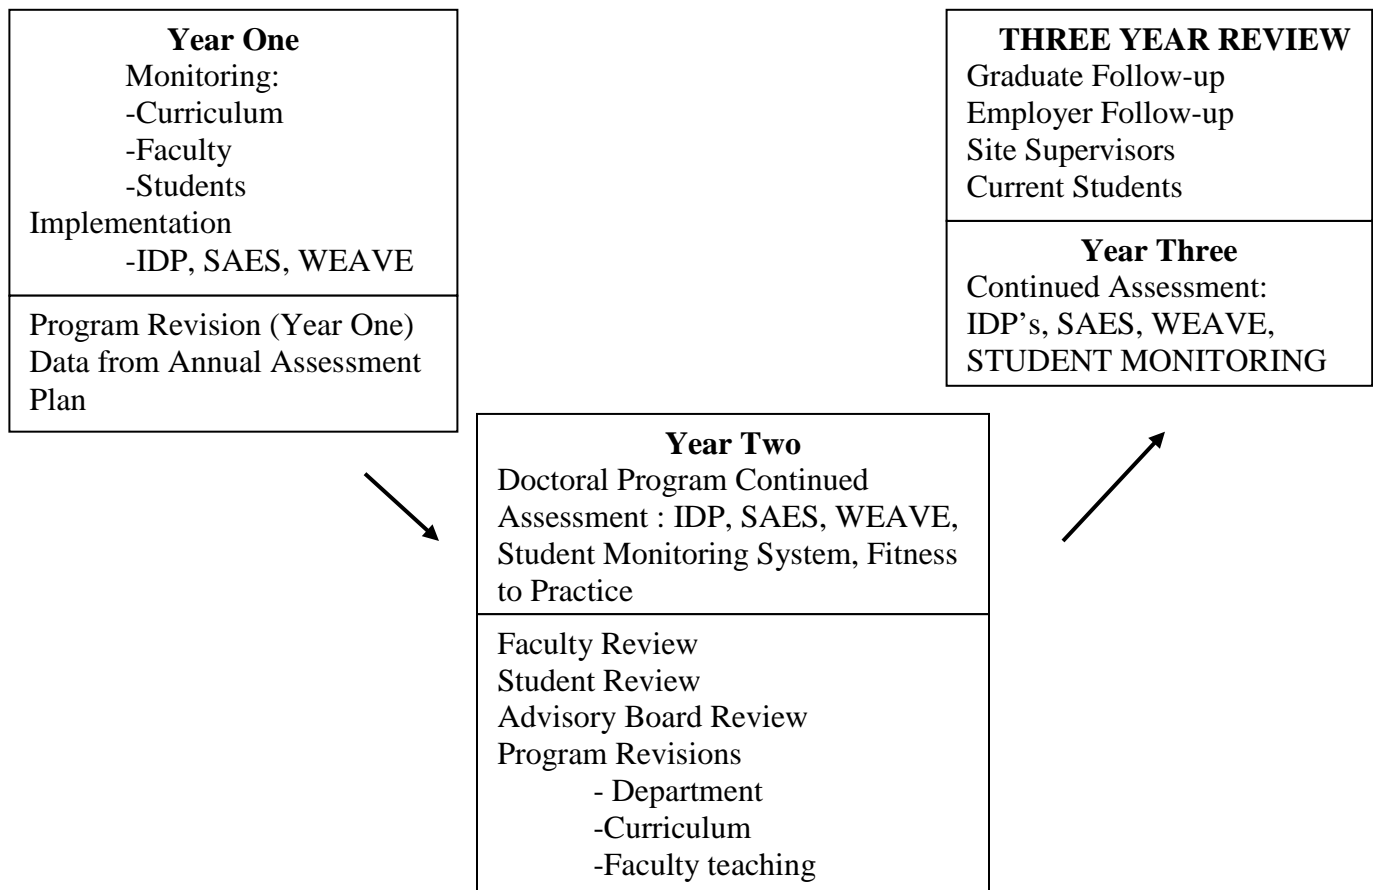 Year One
Monitoring:
-Curriculum
-Faculty
-Students
Implementation
-IDP, SAES, WEAVE
Program Revision (Year One)
Data from Annual Assessment
Plan
Year Two
Doctoral Program Continued
Assessment : IDP, SAES, WEAVE,
Student Monitoring System, Fitness
to Practice
Faculty Review
Student Review
Advisory Board Review
Program Revisions
- Department
-Curriculum
-Faculty teaching
THREE YEAR REVIEW
Graduate Follow-up
Employer Follow-up
Site Supervisors
Current Students
Year Three
Continued Assessment:
IDP’s, SAES, WEAVE,
STUDENT MONITORING